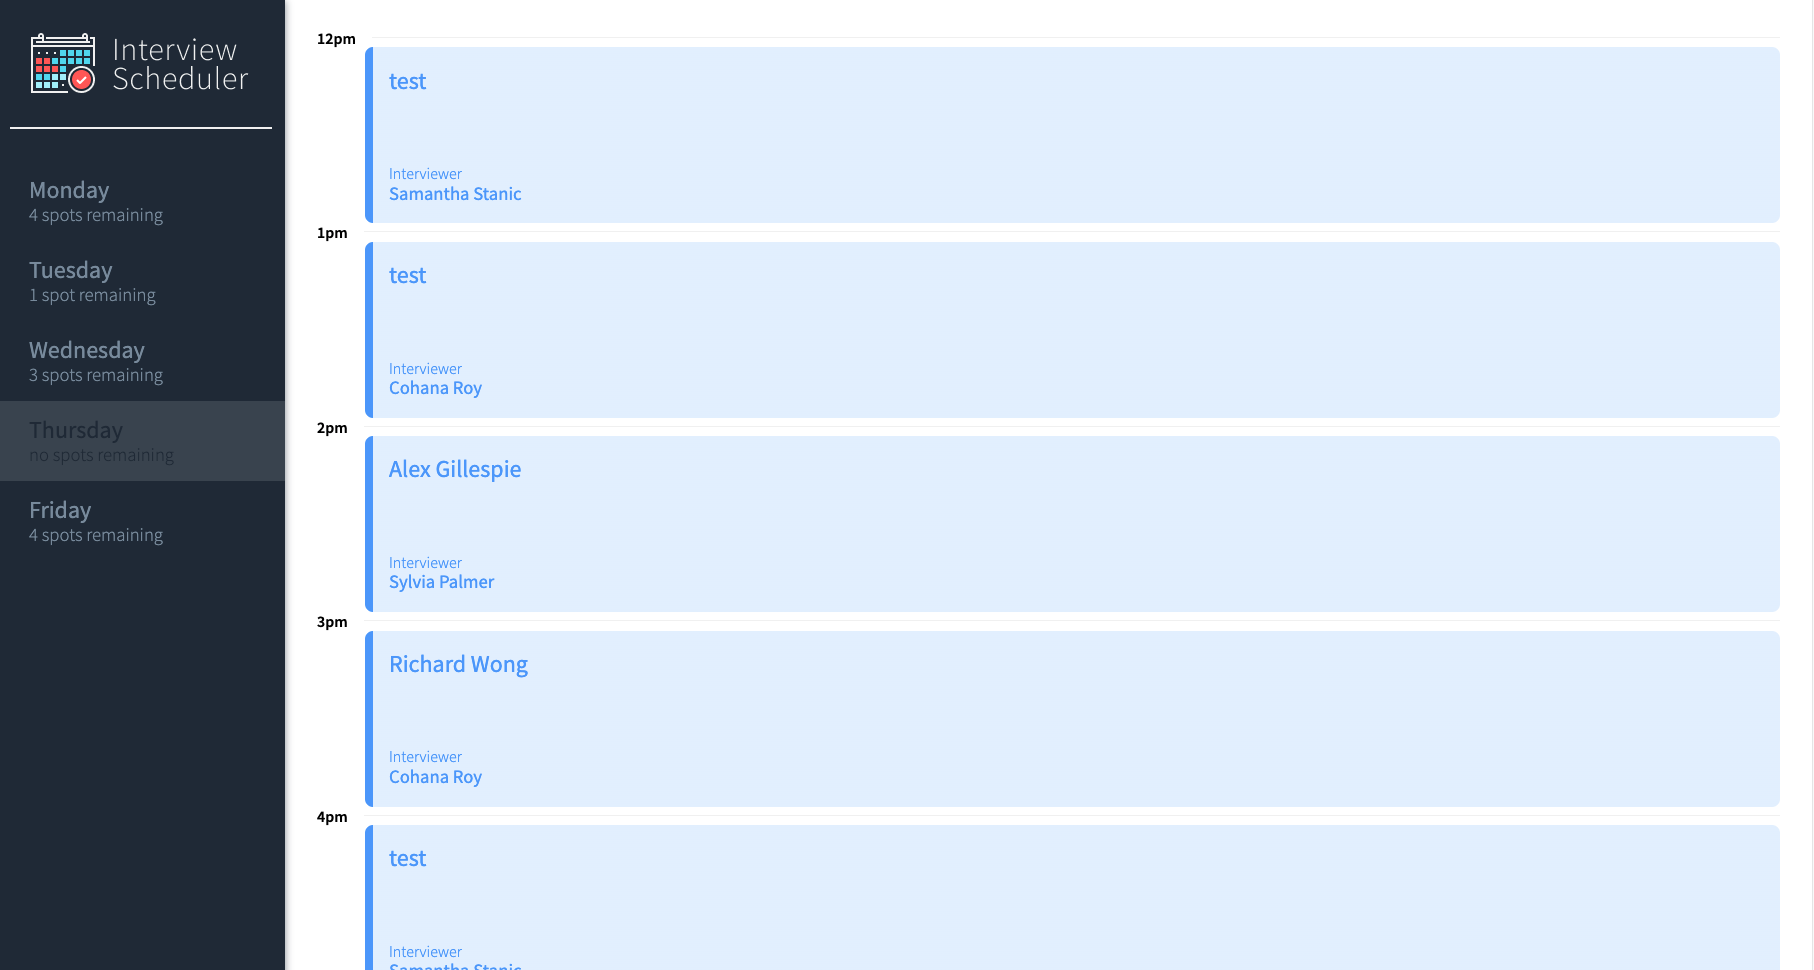 Interview
Scheduler
Monday
4 spots remaining
Tuesday
1 spot remaining
Wednesday
3 spots remaining
Thursday
no spots remaining
Friday
4 spots remaining
12pm
test
Interviewer
Samantha Stanic
1pm
test
Interviewer
Cohana Roy
2pm
Alex Gillespie
Interviewer
Sylvia Palmer
3pm
Richard Wong
Interviewer
Cohana Roy
4pm
test
Interviewer
Samantha Stanic